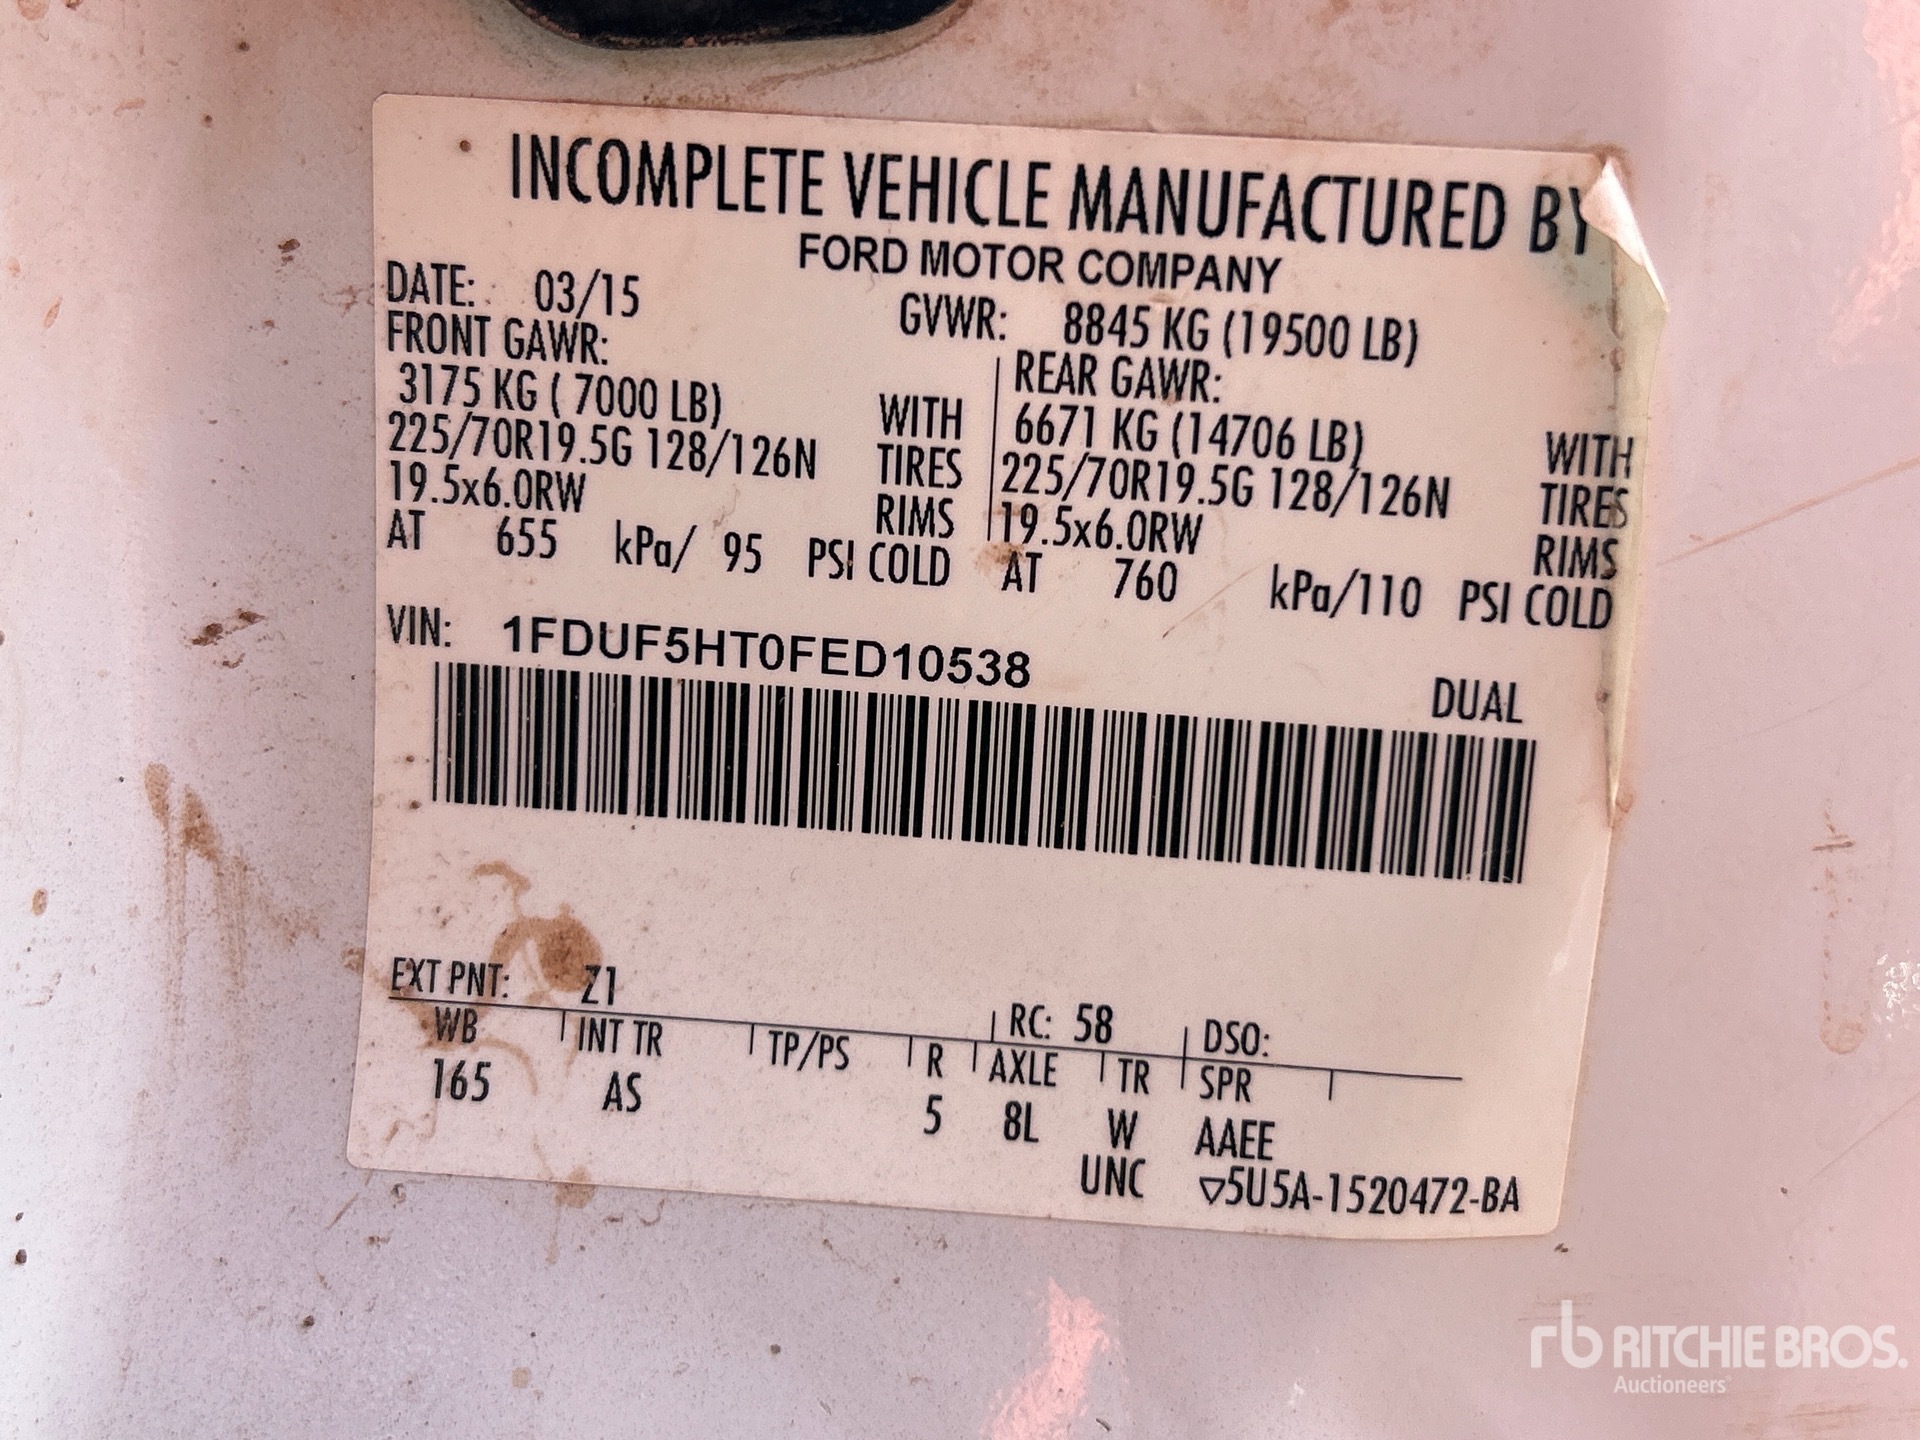 INCOMPLETE VEHICLE MANUFACTURED BY
FORD MOTOR COMPANY
DATE: 03/15
GVWR: 8845 KG (19500 LB)
FRONT GAWR:
3175 KG ( 7000 LB) WITH
225/70R19.5G 128/126N TIRES
19.5x6.0RW RIMS
AT 655 kPa/ 95 PSI COLD
REAR GAWR:
6671 KG (14706 LB) WITH
225/70R19.5G 128/126N TIRES
19.5x6.0RW RIMS
AT 760 kPa/110 PSI COLD
VIN: 1FDUF5HT0FED10538
DUAL
EXT PNT: Z1 RC: 58 DSO:
WB INT TR TP/PS R AXLE TR SPR
165 AS 5 8L W AAEE
UNC ▽5U5A-1520472-BA
rb RITCHIE BROS.
Auctioneers